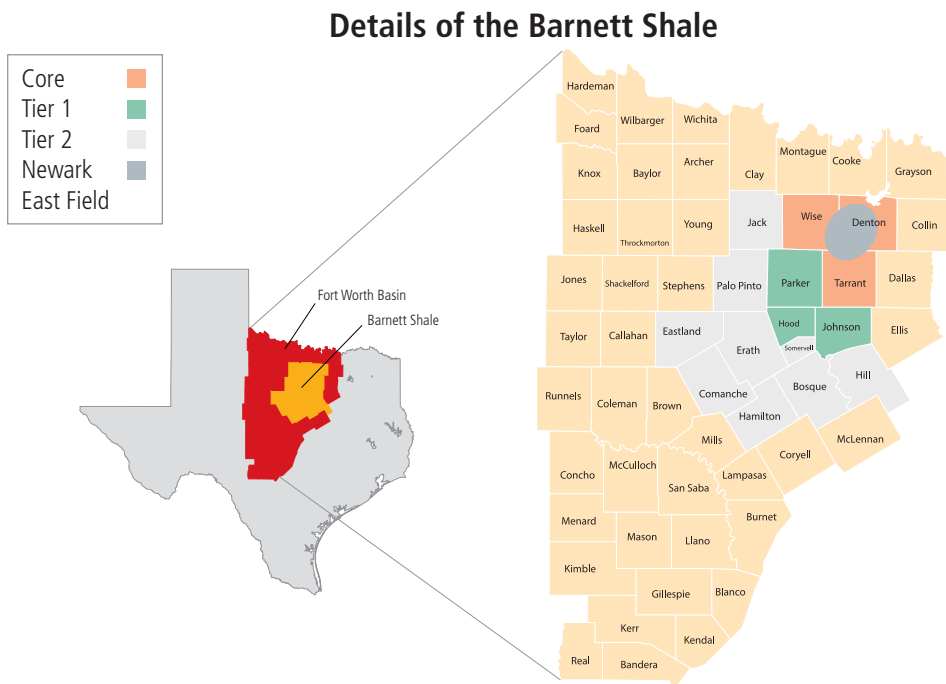 Details of the Barnett Shale
Core
Tier 1
Tier 2
Newark
East Field
Fort Worth Basin
Barnett Shale
Hardeman
Foard
Wilbarger
Wichita
Knox
Baylor
Archer
Clay
Montague
Cooke
Grayson
Haskell
Throckmorton
Young
Jack
Wise
Denton
Collin
Jones
Shackelford
Stephens
Palo Pinto
Parker
Tarrant
Dallas
Taylor
Callahan
Eastland
Erath
Hood
Johnson
Somervell
Ellis
Runnels
Coleman
Brown
Comanche
Hamilton
Bosque
Hill
Mills
Concho
McCulloch
San Saba
Lampasas
Coryell
McLennan
Menard
Mason
Llano
Burnet
Kimble
Gillespie
Blanco
Kerr
Kendal
Real
Bandera